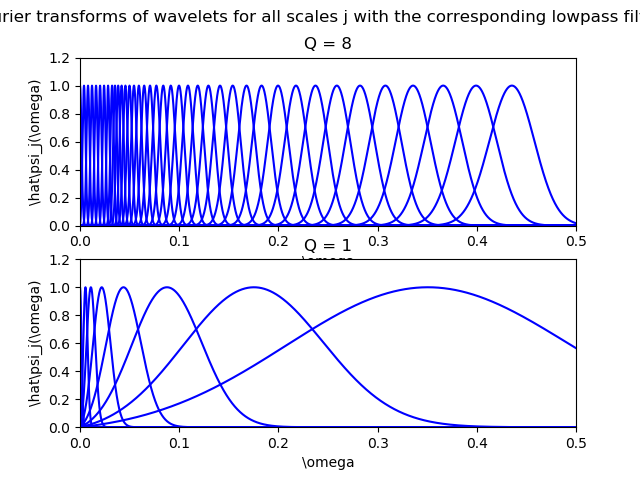 rier transforms of wavelets for all scales j with the corresponding lowpass fil
Q = 8
1.2
1.0
0.8
0.6
0.4
0.2
0.0
\hat\psi_j(\omega)
0.0 0.1 0.2 0.3 0.4 0.5
\omega
Q = 1
1.2
1.0
0.8
0.6
0.4
0.2
0.0
\hat\psi_j(\omega)
0.0 0.1 0.2 0.3 0.4 0.5
\omega